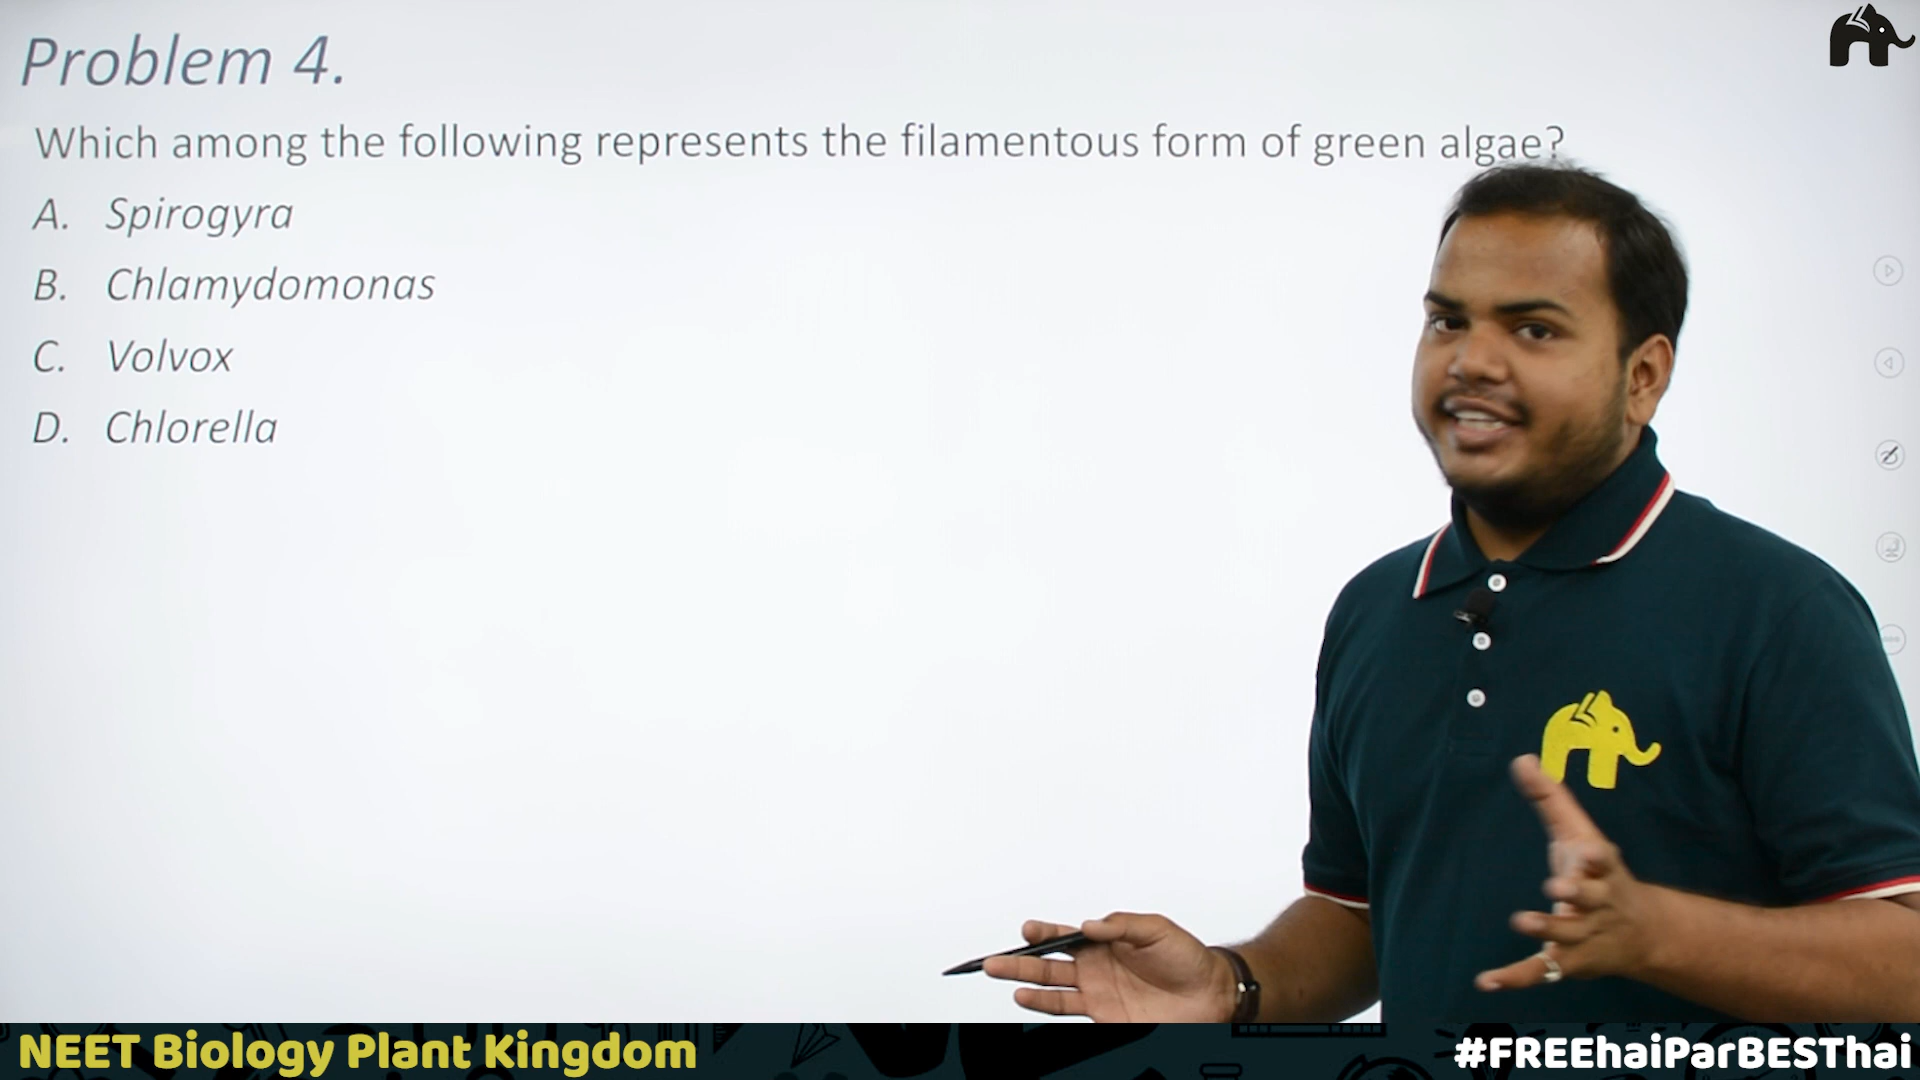 Problem 4.
Which among the following represents the filamentous form of green algae?
A. Spirogyra
B. Chlamydomonas
C. Volvox
D. Chlorella
NEET Biology Plant Kingdom
#FREEhaiParBESThai